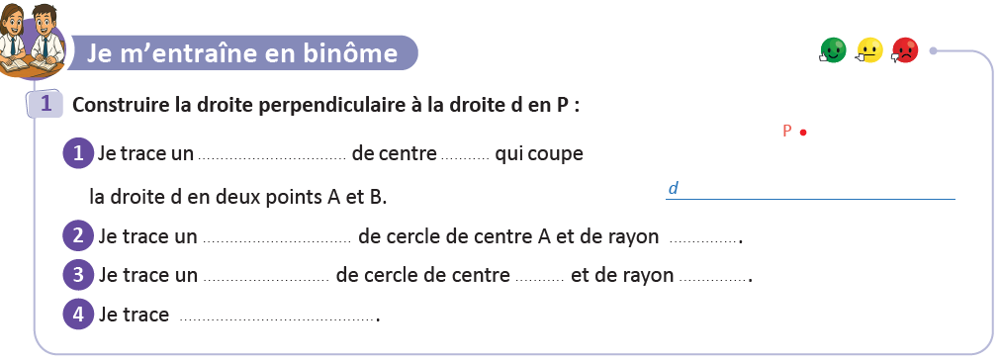 Je m'entraîne en binôme
1 Construire la droite perpendiculaire à la droite d en P :
P
1 Je trace un ................................. de centre ........... qui coupe
la droite d en deux points A et B.
d
2 Je trace un ................................. de cercle de centre A et de rayon ...............
3 Je trace un ............................ de cercle de centre ........... et de rayon ...............
4 Je trace ...........................................